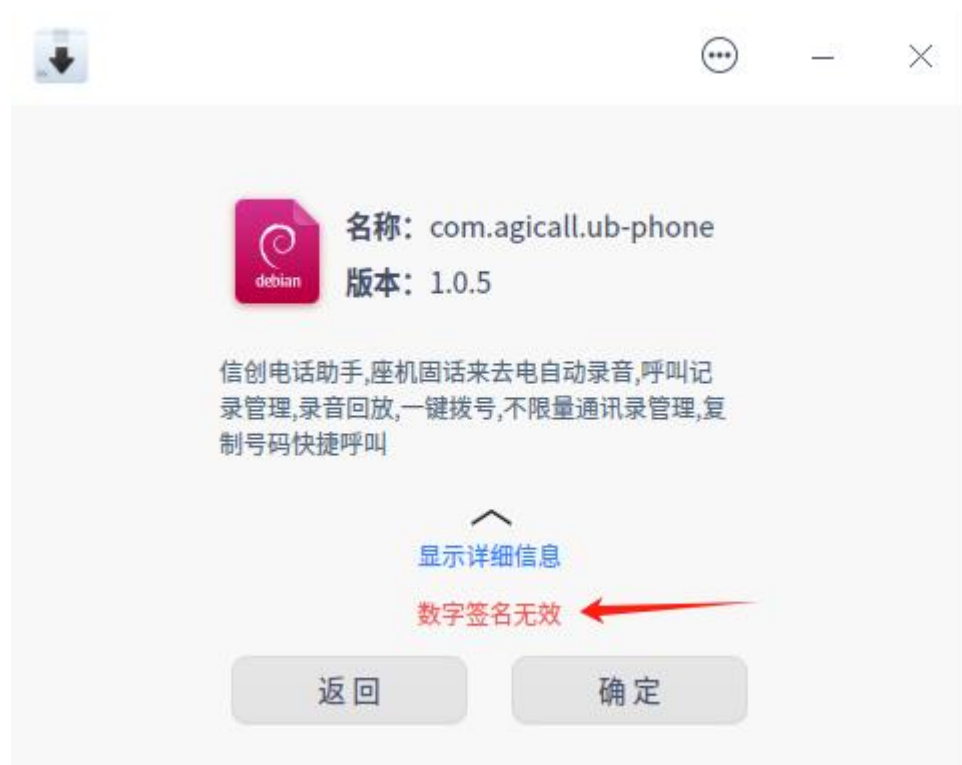 名称：com.agicall.ub-phone
debian
版本：1.0.5
信创电话助手,座机固话来去电自动录音,呼叫记
录管理,录音回放,一键拨号,不限量通讯录管理,复
制号码快捷呼叫
显示详细信息
数字签名无效
返回
确定